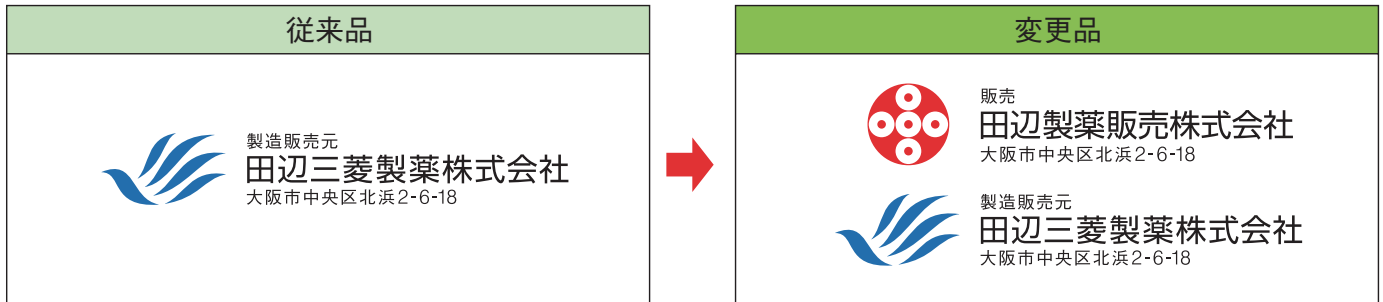 従来品
製造販売元
田辺三菱製薬株式会社
大阪市中央区北浜2-6-18
変更品
販売
田辺製薬販売株式会社
大阪市中央区北浜2-6-18
製造販売元
田辺三菱製薬株式会社
大阪市中央区北浜2-6-18